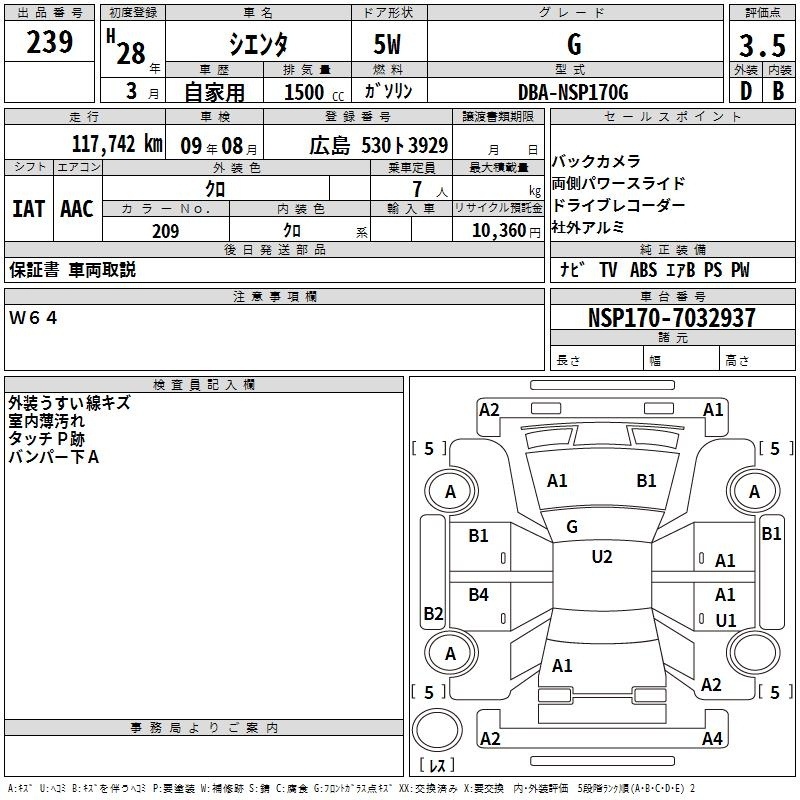 出品番号 初度登録 車名 ドア形状 グレード 評価点
239 H28年 シエンタ 5W G 3.5
車歴 排気量 燃料 型式 外装 内装
3月 自家用 1500 CC ｶﾞｿﾘﾝ DBA-NSP170G D B
走行 車検 登録番号 譲渡書類期限 セールスポイント
117,742 km 09年08月 広島 530ﾄ3929 月 日
シフト エアコン 外装色 乗車定員 最大積載量
IAT AAC ｸﾛ 7人 kg
カラーNo. 内装色 輸入車 リサイクル預託金
209 ｸﾛ 系 10,360円
バックカメラ
両側パワースライド
ドライブレコーダー
社外アルミ
後日発送部品 純正装備
保証書 車両取説 ﾅﾋﾞ TV ABS ｴｱB PS PW
注意事項欄 車台番号
W64 NSP170-7032937
諸元
長さ 幅 高さ
検査員記入欄
外装うすい線キズ
室内薄汚れ
タッチP跡
バンパー下A
事務局よりご案内
A2 A1
[ 5 ] [ 5 ]
A A1 B1 A
G
B1 U2 A1 B1
B4 A1
B2 U1
A A1
[ 5 ] A2 [ 5 ]
A2 A4
[ ﾚｽ ]
A:ｷｽﾞ U:ﾍｺﾐ B:ｷｽﾞを伴うﾍｺﾐ P:要塗装 W:補修跡 S:錆 C:腐食 G:ﾌﾛﾝﾄｶﾞﾗｽ点ｷｽﾞ XX:交換済み X:要交換 内・外装評価 5段階ﾗﾝｸ順(A・B・C・D・E) 2